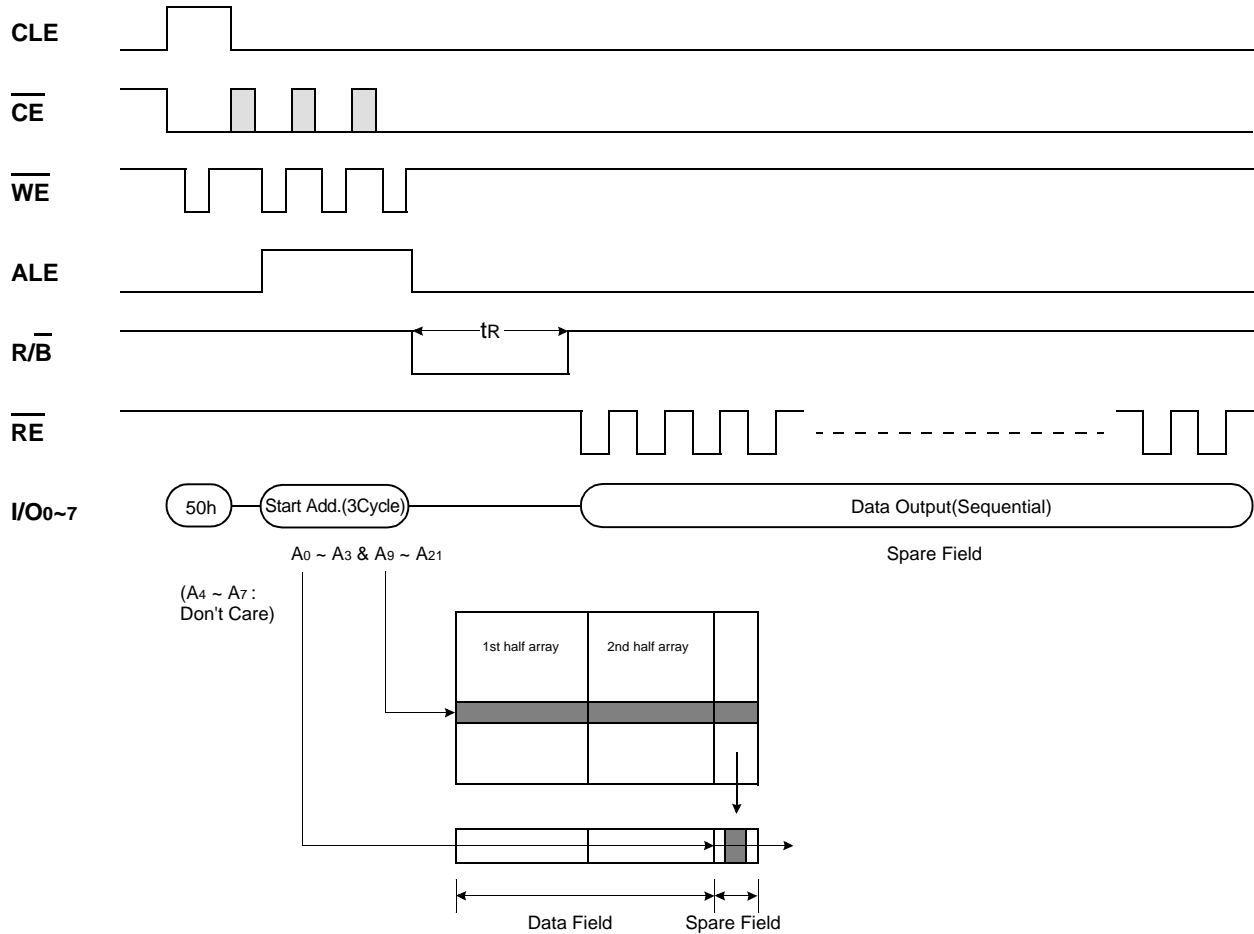 CLE
CE
WE
ALE
R/B
tR
RE
I/O0~7
50h
Start Add.(3Cycle)
Data Output(Sequential)
A0 ~ A3 & A9 ~ A21
Spare Field
(A4 ~ A7 :
Don't Care)
1st half array
2nd half array
Data Field
Spare Field